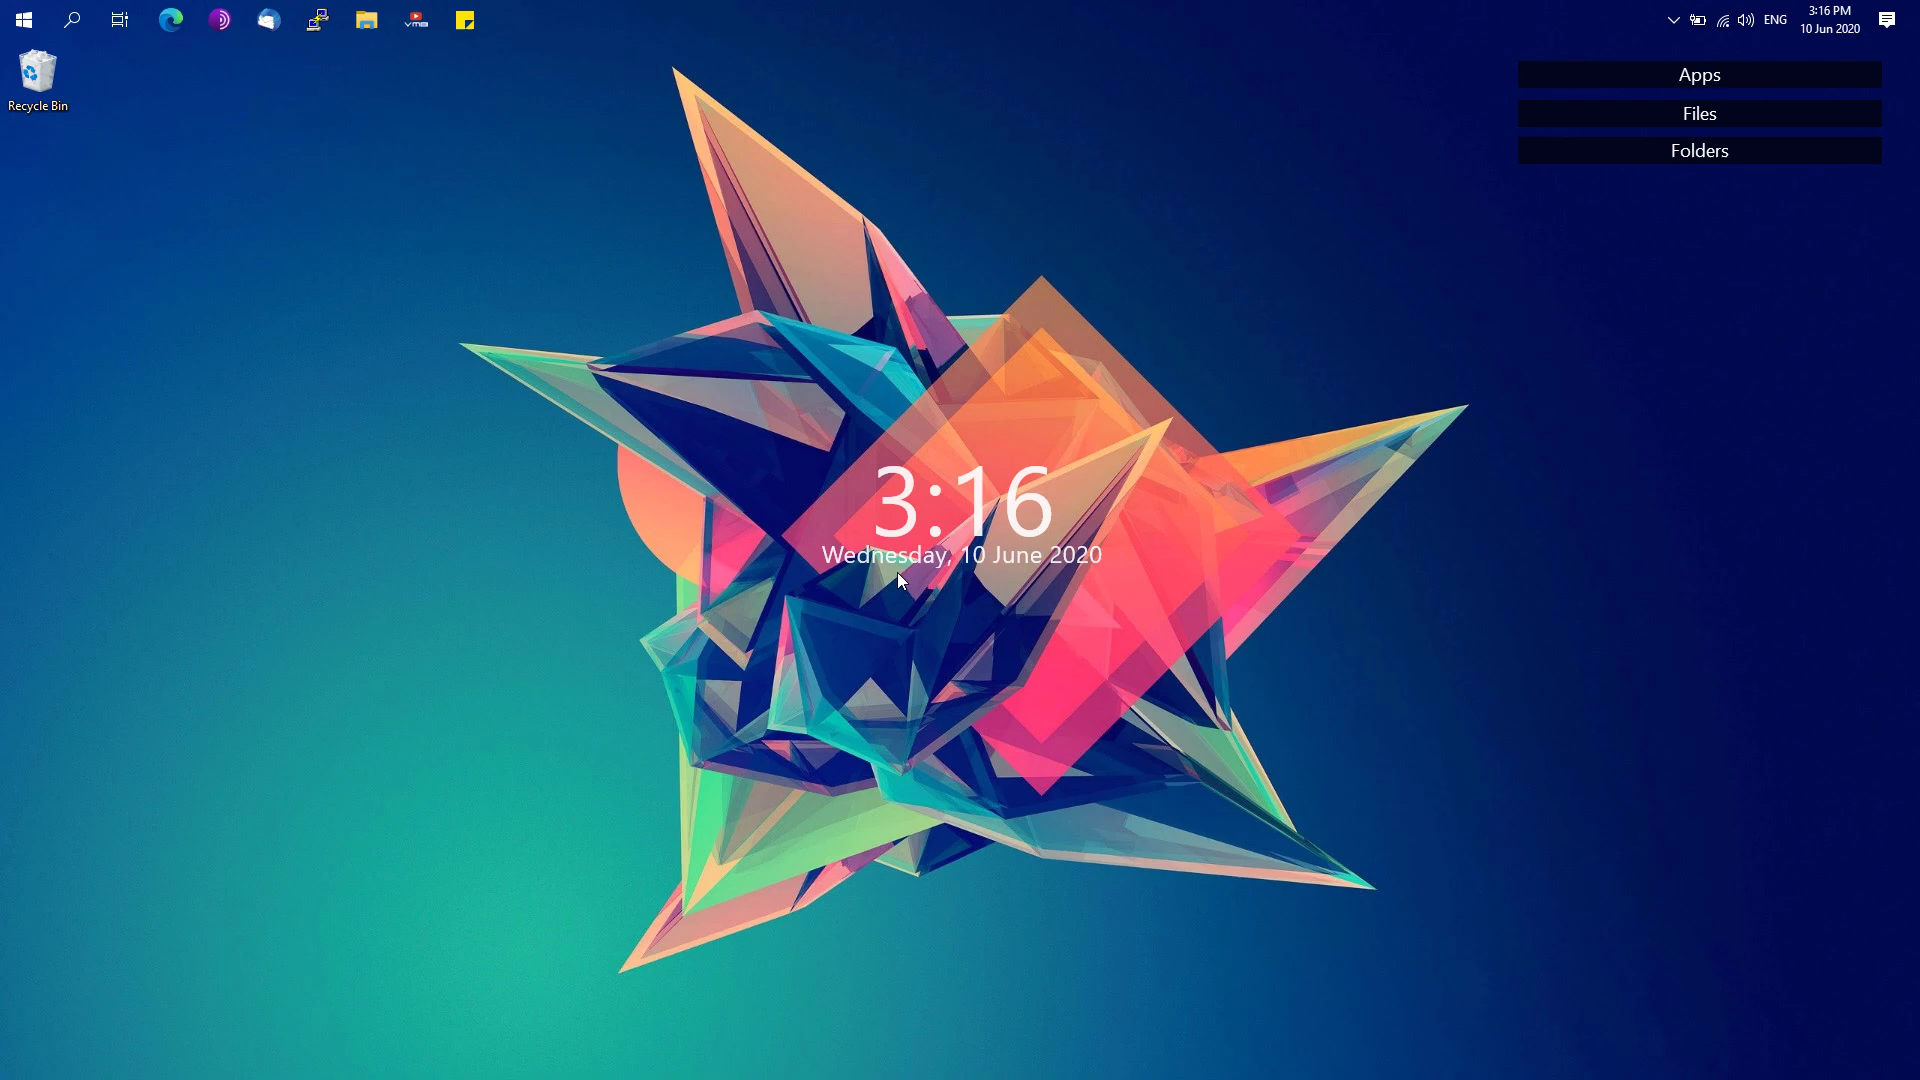 ENG
3:16 PM
10 Jun 2020
Recycle Bin
Apps
Files
Folders
3:16
Wednesday, 10 June 2020